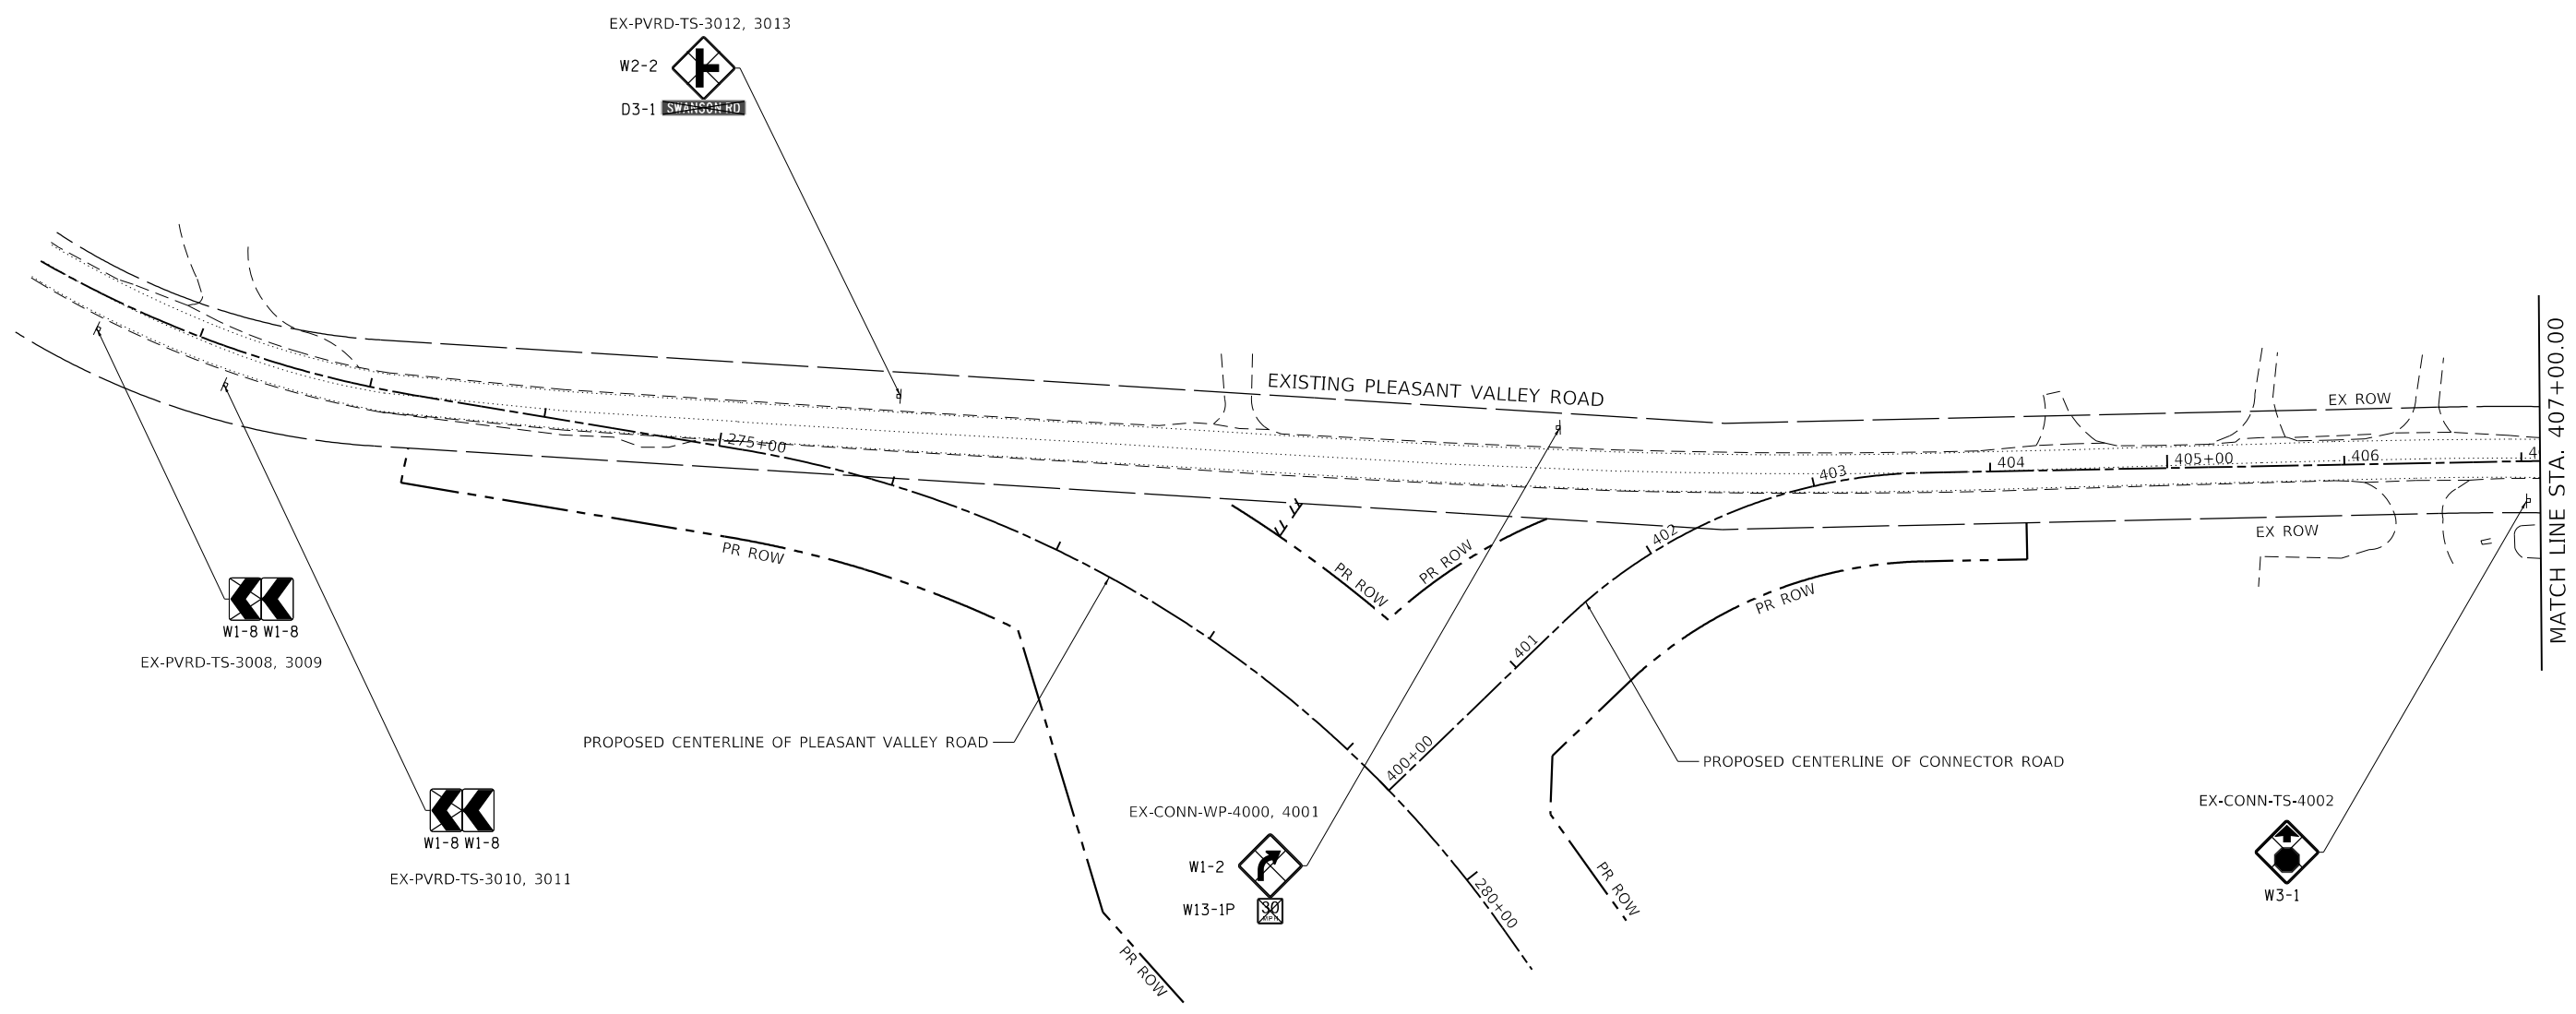 EX-PVRD-TS-3012, 3013
W2-2
D3-1 SWANSON RD
EXISTING PLEASANT VALLEY ROAD
EX ROW
MATCH LINE STA. 407+00.00
275+00
403
404
405+00
406
4
402
EX ROW
PR ROW
PR ROW
PR ROW
PR ROW
401
W1-8 W1-8
EX-PVRD-TS-3008, 3009
PROPOSED CENTERLINE OF PLEASANT VALLEY ROAD
400+00
PROPOSED CENTERLINE OF CONNECTOR ROAD
EX-CONN-WP-4000, 4001
EX-CONN-TS-4002
W1-8 W1-8
EX-PVRD-TS-3010, 3011
W1-2
W13-1P
30
MPH
280+00
PR ROW
W3-1
PR ROW